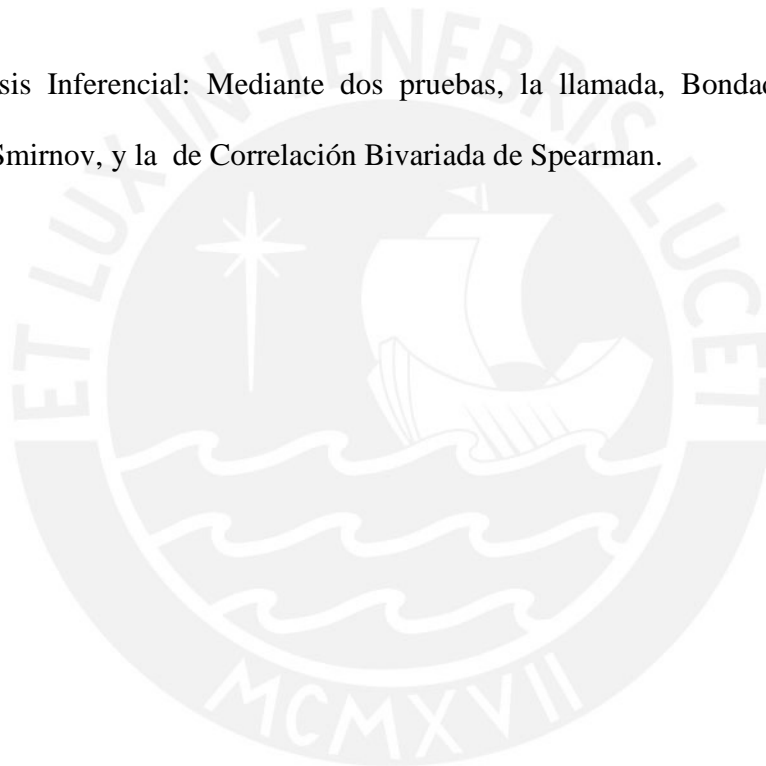 sis Inferencial: Mediante dos pruebas, la llamada, Bondad
Smirnov, y la de Correlación Bivariada de Spearman.
ET LUX IN TENEBRIS LUCET
MCMXVII